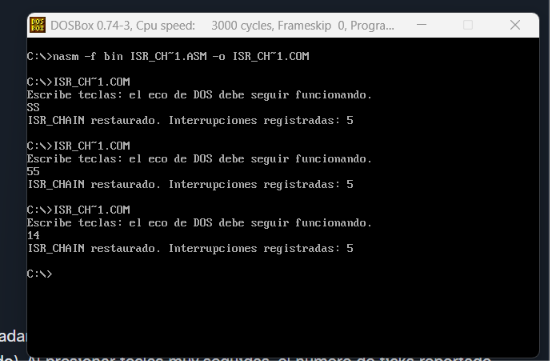 DOSBox 0.74-3, Cpu speed: 3000 cycles, Frameskip 0, Progra...
C:\>nasm -f bin ISR_CH~1.ASM -o ISR_CH~1.COM
C:\>ISR_CH~1.COM
Escribe teclas: el eco de DOS debe seguir funcionando.
SS
ISR_CHAIN restaurado. Interrupciones registradas: 5
C:\>ISR_CH~1.COM
Escribe teclas: el eco de DOS debe seguir funcionando.
55
ISR_CHAIN restaurado. Interrupciones registradas: 5
C:\>ISR_CH~1.COM
Escribe teclas: el eco de DOS debe seguir funcionando.
14
ISR_CHAIN restaurado. Interrupciones registradas: 5
C:\>